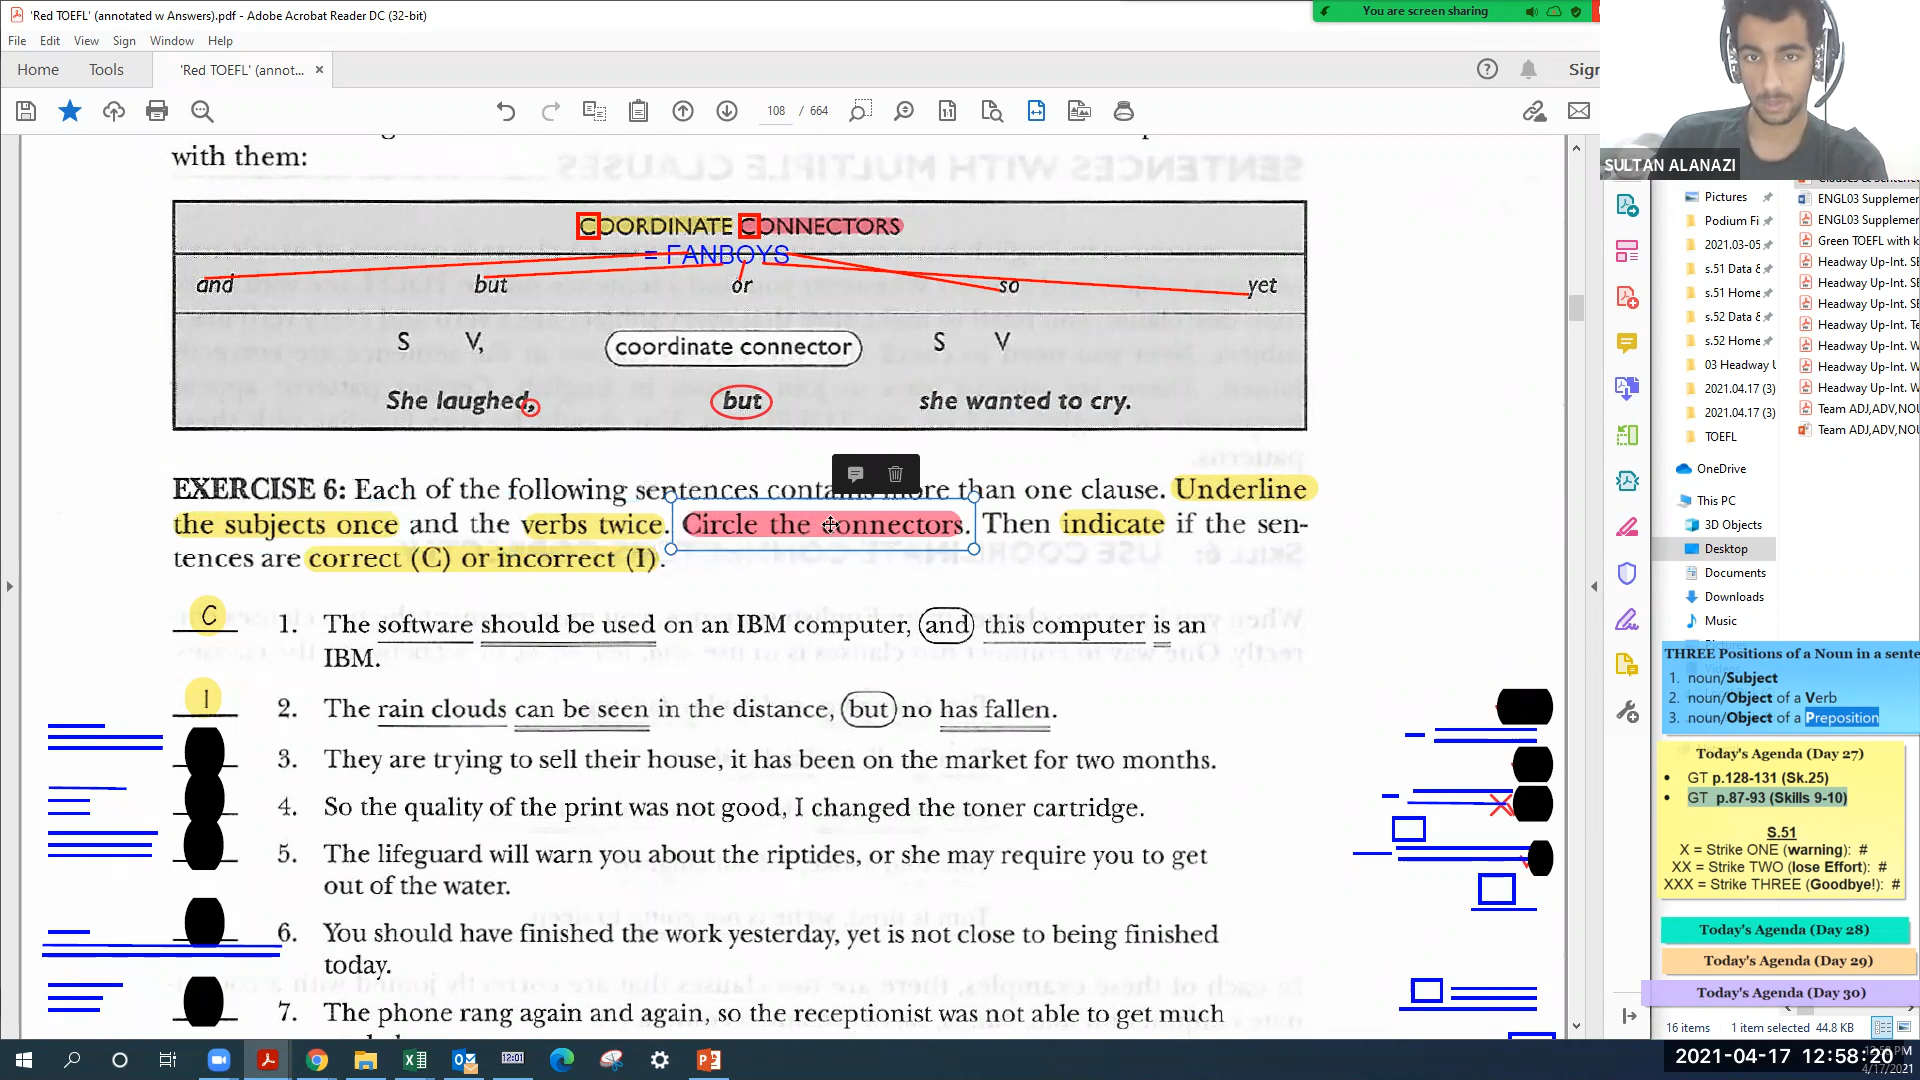 'Red TOEFL' (annotated w Answers).pdf - Adobe Acrobat Reader DC (32-bit)
You are screen sharing
File Edit View Sign Window Help
Home Tools 'Red TOEFL' (annot... × Sign
108 / 664
with them:
COORDINATE CONNECTORS
= FANBOYS
and but or so yet
S V, coordinate connector S V
She laughed, but she wanted to cry.
EXERCISE 6: Each of the following sentences contains more than one clause. Underline
the subjects once and the verbs twice. Circle the connectors. Then indicate if the sen-
tences are correct (C) or incorrect (I).
C 1. The software should be used on an IBM computer, and this computer is an
IBM.
I 2. The rain clouds can be seen in the distance, but no has fallen.
3. They are trying to sell their house, it has been on the market for two months.
4. So the quality of the print was not good, I changed the toner cartridge.
5. The lifeguard will warn you about the riptides, or she may require you to get
out of the water.
6. You should have finished the work yesterday, yet is not close to being finished
today.
7. The phone rang again and again, so the receptionist was not able to get much
SULTAN ALANAZI
Pictures
Podium Fi
2021.03-05
s.51 Data &
s.51 Home
s.52 Data &
s.52 Home
03 Headway U
2021.04.17 (3)
2021.04.17 (3)
TOEFL
OneDrive
This PC
3D Objects
Desktop
Documents
Downloads
Music
ENGL03 Supplemer
ENGL03 Supplemer
Green TOEFL with k
Headway Up-Int. SE
Headway Up-Int. SE
Headway Up-Int. SE
Headway Up-Int. Te
Headway Up-Int. W
Headway Up-Int. W
Headway Up-Int. W
Team ADJ,ADV,NOU
Team ADJ,ADV,NOU
THREE Positions of a Noun in a sente
1. noun/Subject
2. noun/Object of a Verb
3. noun/Object of a Preposition
Today's Agenda (Day 27)
• GT p.128-131 (Sk.25)
• GT p.87-93 (Skills 9-10)
S.51
X = Strike ONE (warning): #
XX = Strike TWO (lose Effort): #
XXX = Strike THREE (Goodbye!): #
Today's Agenda (Day 28)
Today's Agenda (Day 29)
Today's Agenda (Day 30)
16 items 1 item selected 44.8 KB
12:01
2021-04-17 12:58:20
4/17/2021